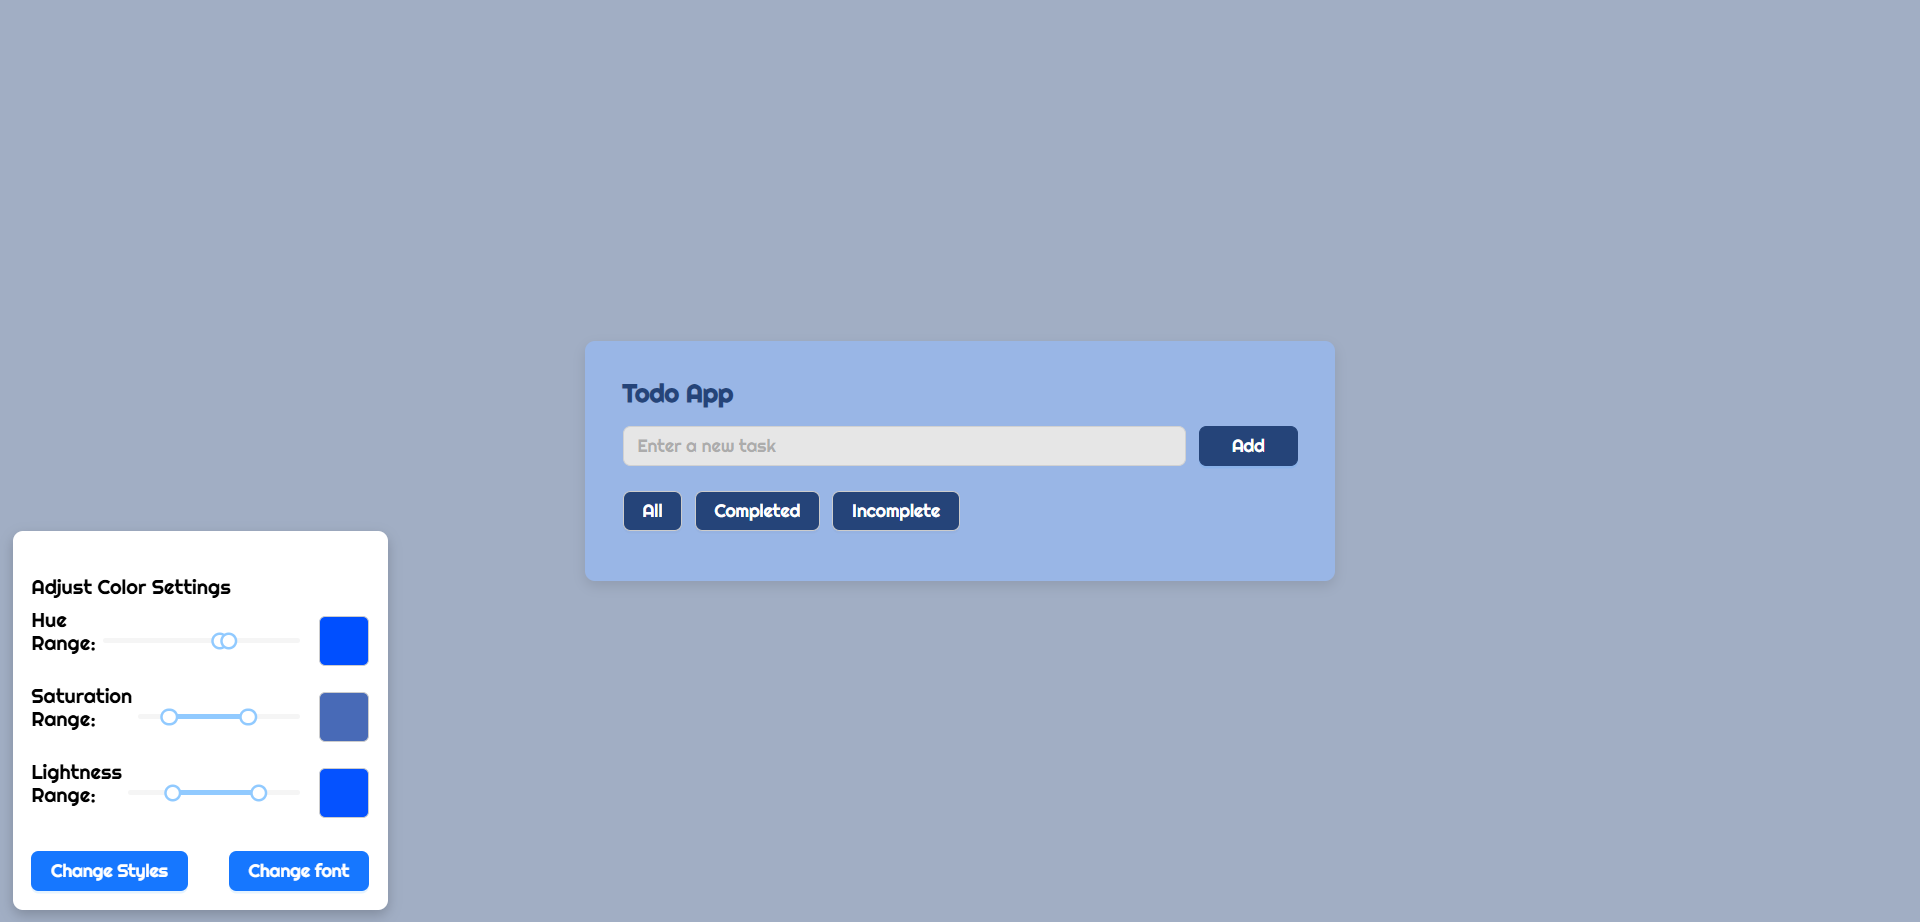 Todo App
Enter a new task
Add
All
Completed
Incomplete
Adjust Color Settings
Hue
Range:
Saturation
Range:
Lightness
Range:
Change Styles
Change font